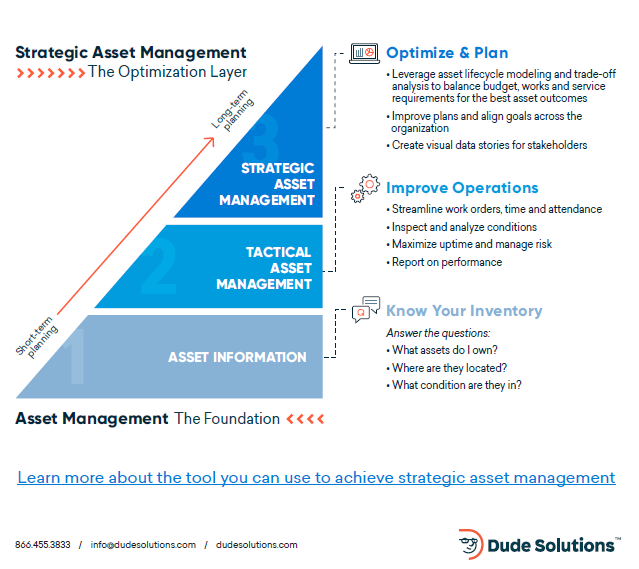 Strategic Asset Management
The Optimization Layer
Long-term
planning
3
STRATEGIC
ASSET
MANAGEMENT
Optimize & Plan
• Leverage asset lifecycle modeling and trade-off
analysis to balance budget, works and service
requirements for the best asset outcomes
• Improve plans and align goals across the
organization
• Create visual data stories for stakeholders
2
TACTICAL
ASSET
MANAGEMENT
Improve Operations
• Streamline work orders, time and attendance
• Inspect and analyze conditions
• Maximize uptime and manage risk
• Report on performance
Short-term
planning
1
ASSET INFORMATION
Know Your Inventory
Answer the questions:
• What assets do I own?
• Where are they located?
• What condition are they in?
Asset Management The Foundation
Learn more about the tool you can use to achieve strategic asset management
866.455.3833 / info@dudesolutions.com / dudesolutions.com
Dude Solutions™